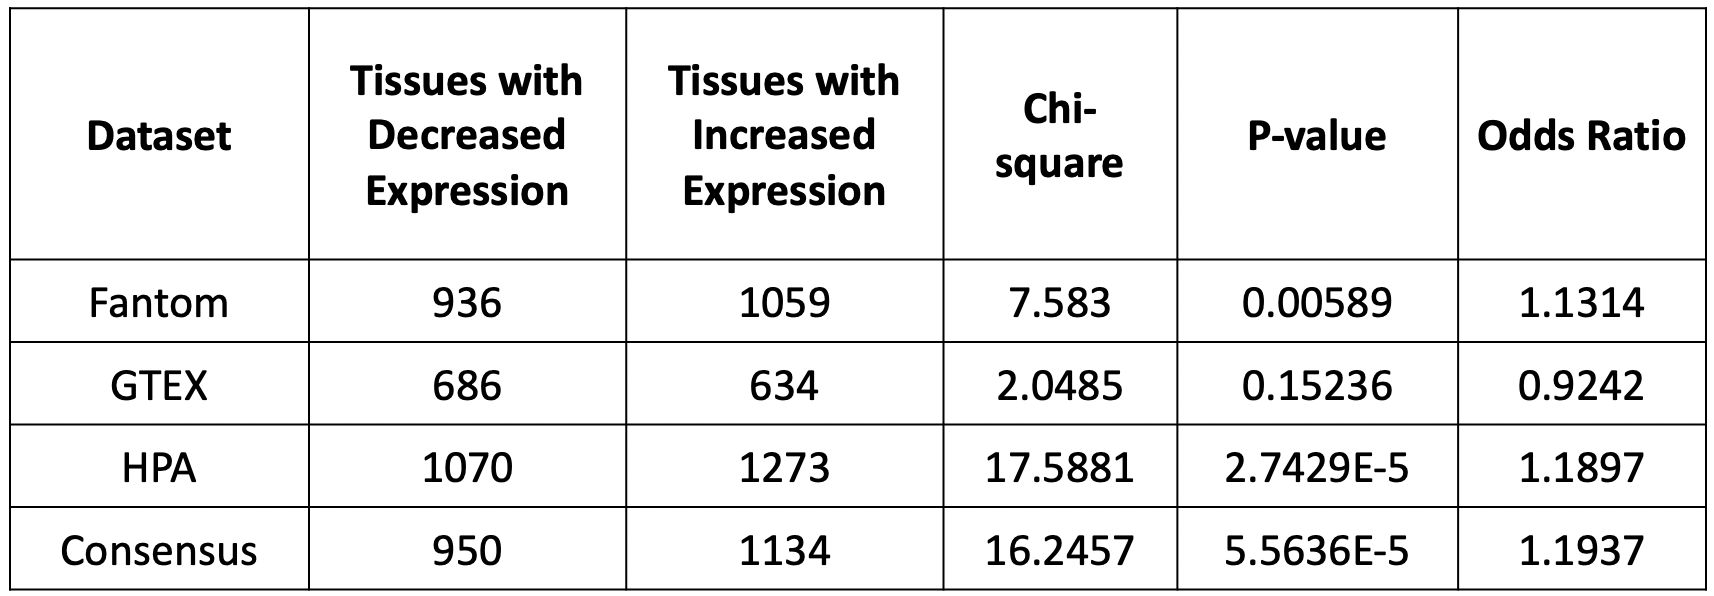 Dataset | Tissues with Decreased Expression | Tissues with Increased Expression | Chi-square | P-value | Odds Ratio
Fantom | 936 | 1059 | 7.583 | 0.00589 | 1.1314
GTEX | 686 | 634 | 2.0485 | 0.15236 | 0.9242
HPA | 1070 | 1273 | 17.5881 | 2.7429E-5 | 1.1897
Consensus | 950 | 1134 | 16.2457 | 5.5636E-5 | 1.1937